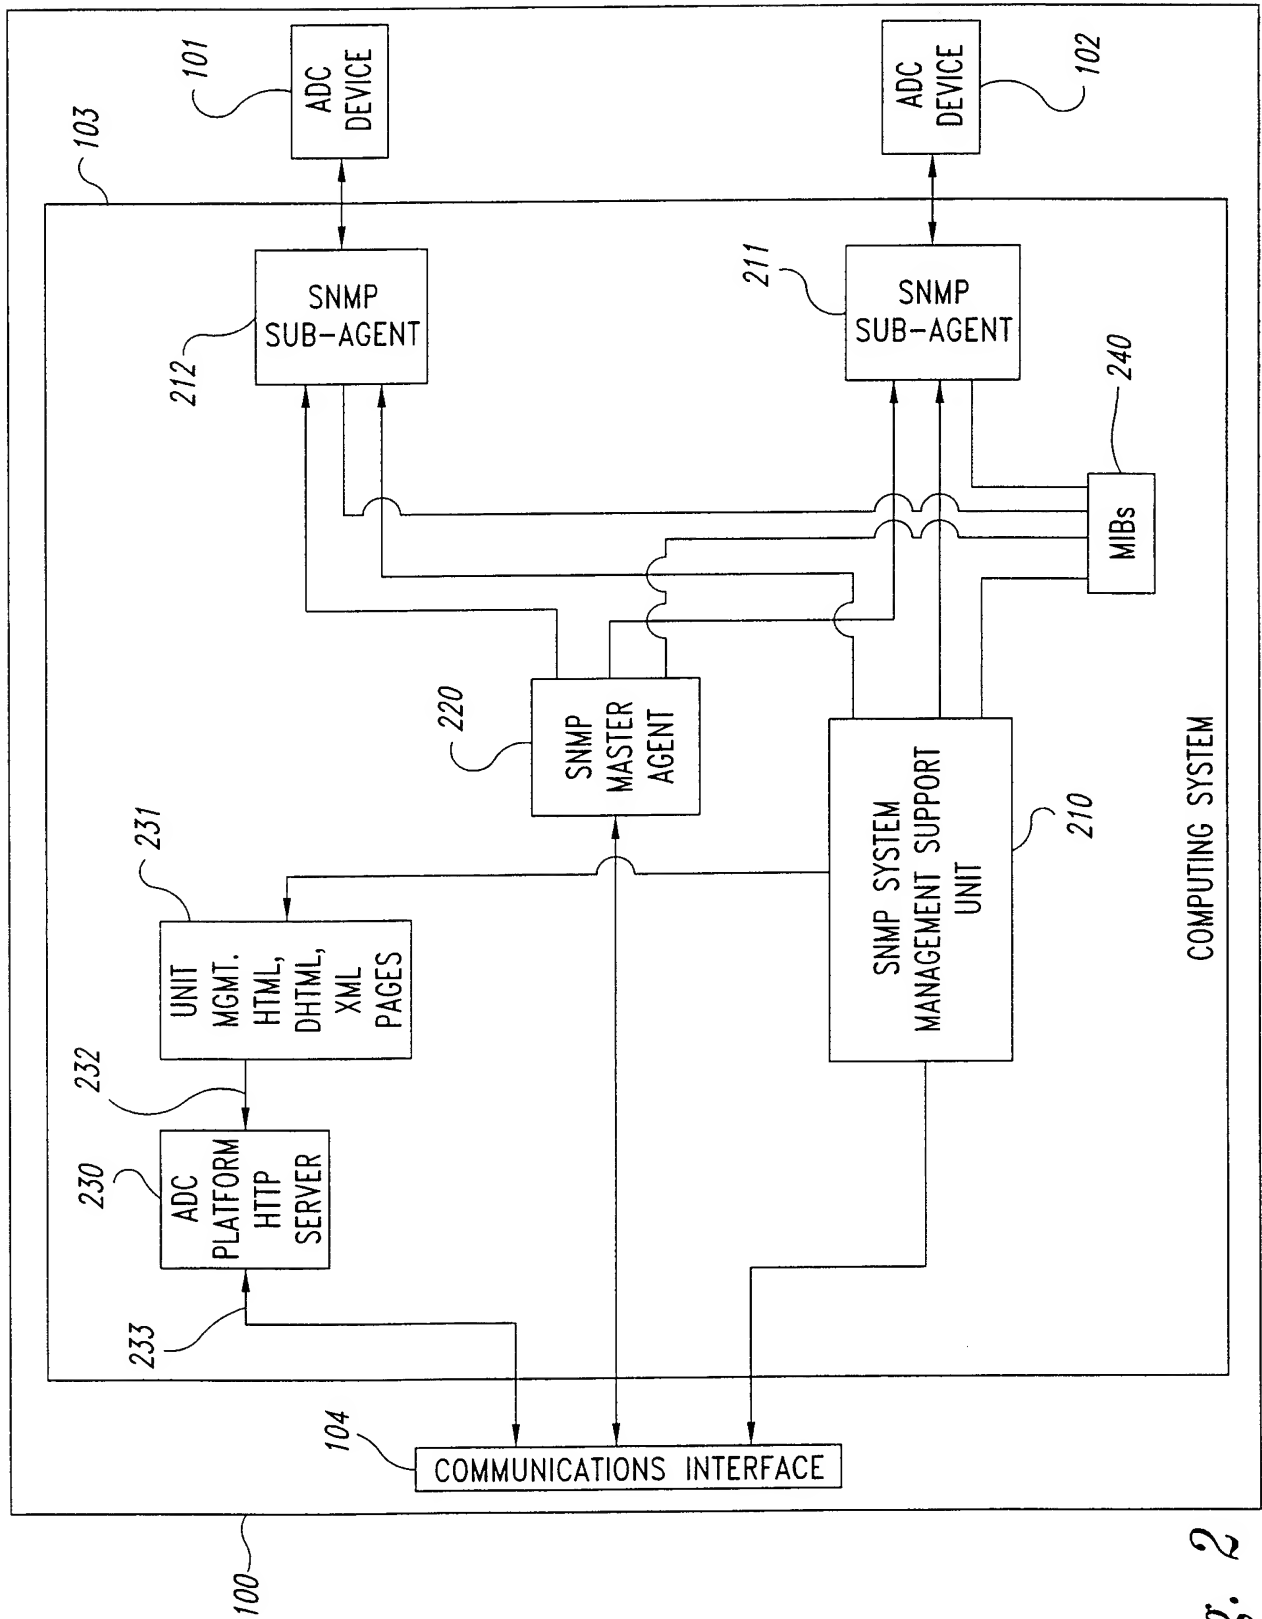 100
104
COMMUNICATIONS INTERFACE
233
230
ADC
PLATFORM
HTTP
SERVER
232
231
UNIT
MGMT.
HTML,
DHTML,
XML
PAGES
220
SNMP
MASTER
AGENT
SNMP SYSTEM
MANAGEMENT SUPPORT
UNIT
210
212
SNMP
SUB-AGENT
211
SNMP
SUB-AGENT
MIBs
240
103
101
ADC
DEVICE
ADC
DEVICE
102
COMPUTING SYSTEM
g. 2